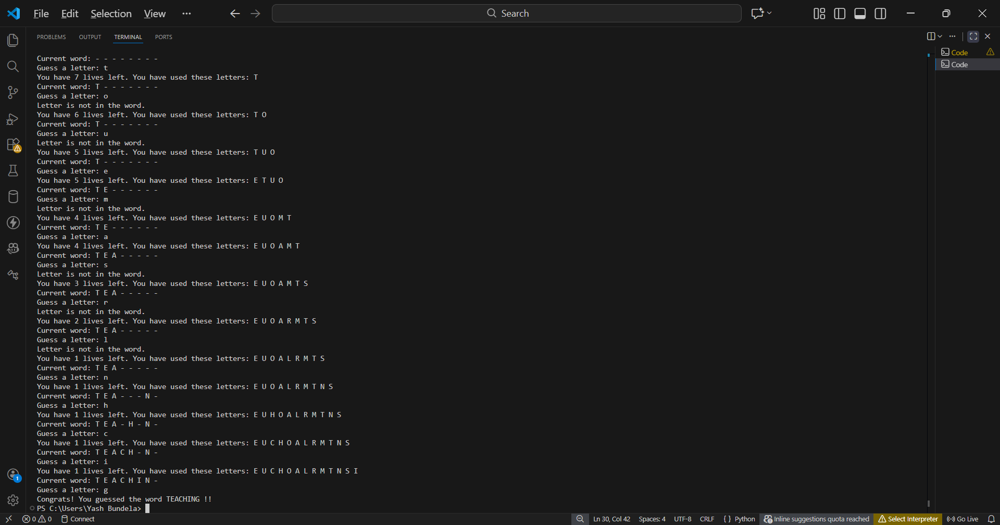 File Edit Selection View ··· Search
PROBLEMS OUTPUT TERMINAL PORTS
Code
Code
Current word: - - - - - - - -
Guess a letter: t
You have 7 lives left. You have used these letters: T
Current word: T - - - - - - -
Guess a letter: o
Letter is not in the word.
You have 6 lives left. You have used these letters: T O
Current word: T - - - - - - -
Guess a letter: u
Letter is not in the word.
You have 5 lives left. You have used these letters: T U O
Current word: T - - - - - - -
Guess a letter: e
You have 5 lives left. You have used these letters: E T U O
Current word: T E - - - - - -
Guess a letter: m
Letter is not in the word.
You have 4 lives left. You have used these letters: E U O M T
Current word: T E - - - - - -
Guess a letter: a
You have 4 lives left. You have used these letters: E U O A M T
Current word: T E A - - - - -
Guess a letter: s
Letter is not in the word.
You have 3 lives left. You have used these letters: E U O A M T S
Current word: T E A - - - - -
Guess a letter: r
Letter is not in the word.
You have 2 lives left. You have used these letters: E U O A R M T S
Current word: T E A - - - - -
Guess a letter: l
Letter is not in the word.
You have 1 lives left. You have used these letters: E U O A L R M T S
Current word: T E A - - - - -
Guess a letter: n
You have 1 lives left. You have used these letters: E U O A L R M T N S
Current word: T E A - - - N -
Guess a letter: h
You have 1 lives left. You have used these letters: E U H O A L R M T N S
Current word: T E A - H - N -
Guess a letter: c
You have 1 lives left. You have used these letters: E U C H O A L R M T N S
Current word: T E A C H - N -
Guess a letter: i
You have 1 lives left. You have used these letters: E U C H O A L R M T N S I
Current word: T E A C H I N -
Guess a letter: g
Congrats! You guessed the word TEACHING !!
PS C:\Users\Yash Bundela>
1
0 0 Connect Ln 30, Col 42 Spaces: 4 UTF-8 CRLF { } Python Inline suggestions quota reached Select Interpreter Go Live